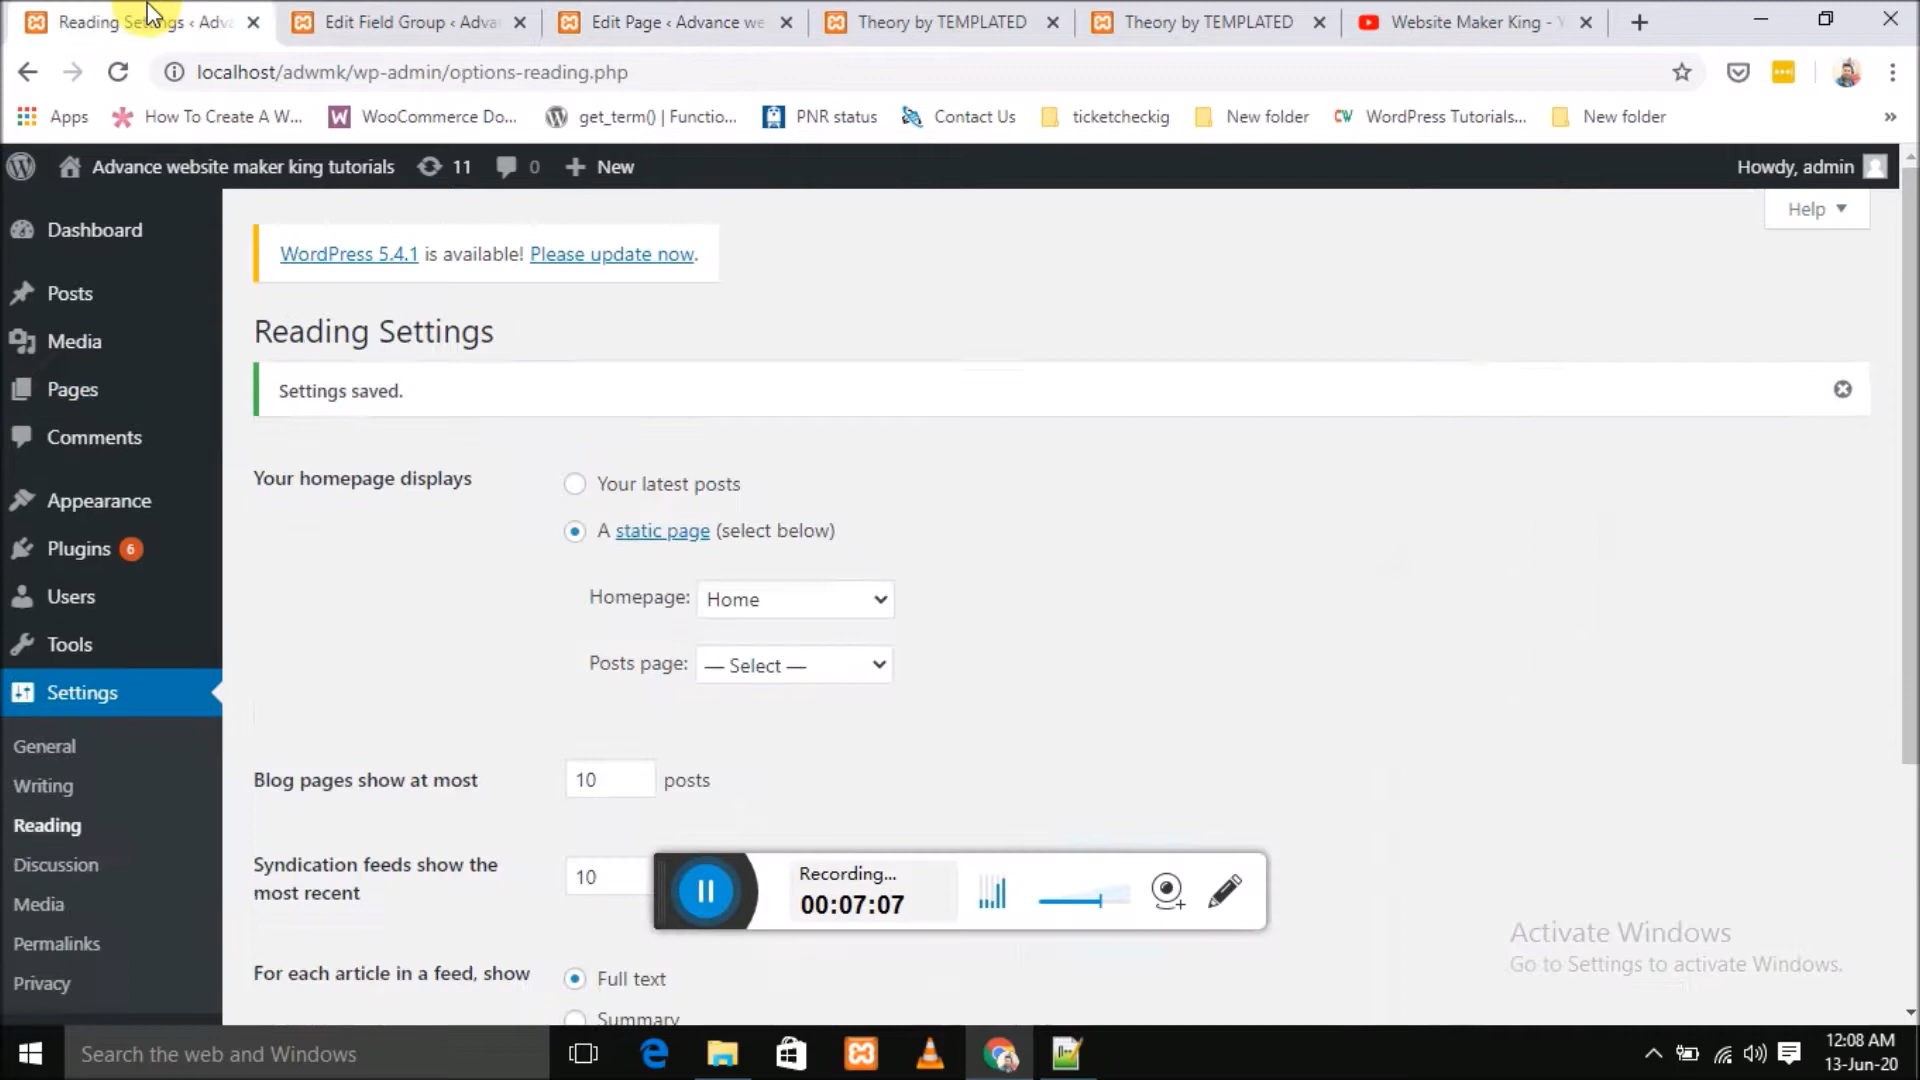 Reading Settings ‹ Adva
Edit Field Group ‹ Adva
Edit Page ‹ Advance we
Theory by TEMPLATED
Theory by TEMPLATED
Website Maker King - Y
localhost/adwmk/wp-admin/options-reading.php
Apps
How To Create A W...
WooCommerce Do...
get_term() | Functio...
PNR status
Contact Us
ticketcheckig
New folder
WordPress Tutorials...
New folder
»
Advance website maker king tutorials
11
0
New
Howdy, admin
Help
Dashboard
Posts
Media
Pages
Comments
Appearance
Plugins 6
Users
Tools
Settings
General
Writing
Reading
Discussion
Media
Permalinks
Privacy
WordPress 5.4.1 is available! Please update now.
Reading Settings
Settings saved.
Your homepage displays
Your latest posts
A static page (select below)
Homepage: Home
Posts page: — Select —
Blog pages show at most
10 posts
Syndication feeds show the
most recent
10
For each article in a feed, show
Full text
Summary
Recording...
00:07:07
Activate Windows
Go to Settings to activate Windows.
Search the web and Windows
12:08 AM
13-Jun-20